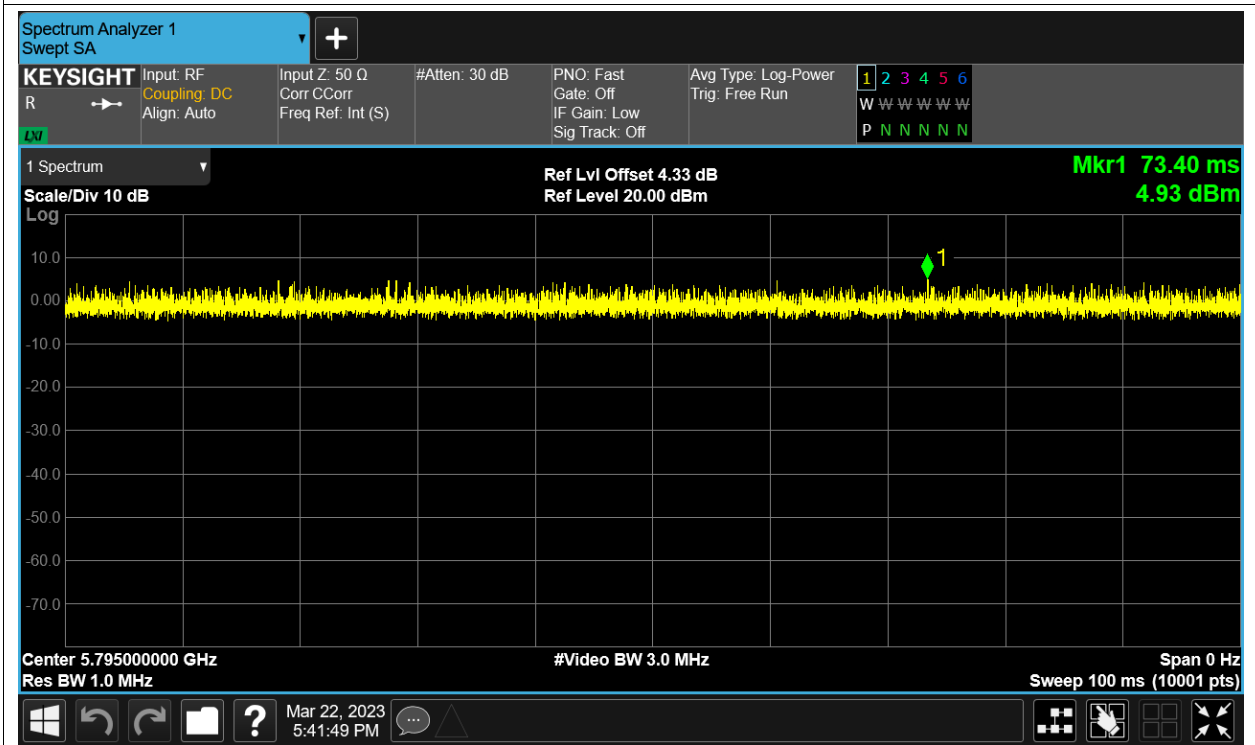 Spectrum Analyzer 1
Swept SA
KEYSIGHT
R
LXI
Input: RF
Coupling: DC
Align: Auto
Input Z: 50 Ω
Corr CCorr
Freq Ref: Int (S)
#Atten: 30 dB
PNO: Fast
Gate: Off
IF Gain: Low
Sig Track: Off
Avg Type: Log-Power
Trig: Free Run
1 2 3 4 5 6
W W W W W W
P N N N N N
1 Spectrum
Scale/Div 10 dB
Log
Ref Lvl Offset 4.33 dB
Ref Level 20.00 dBm
Mkr1 73.40 ms
4.93 dBm
1
10.0
0.00
-10.0
-20.0
-30.0
-40.0
-50.0
-60.0
-70.0
Center 5.795000000 GHz
Res BW 1.0 MHz
#Video BW 3.0 MHz
Span 0 Hz
Sweep 100 ms (10001 pts)
?
Mar 22, 2023
5:41:49 PM